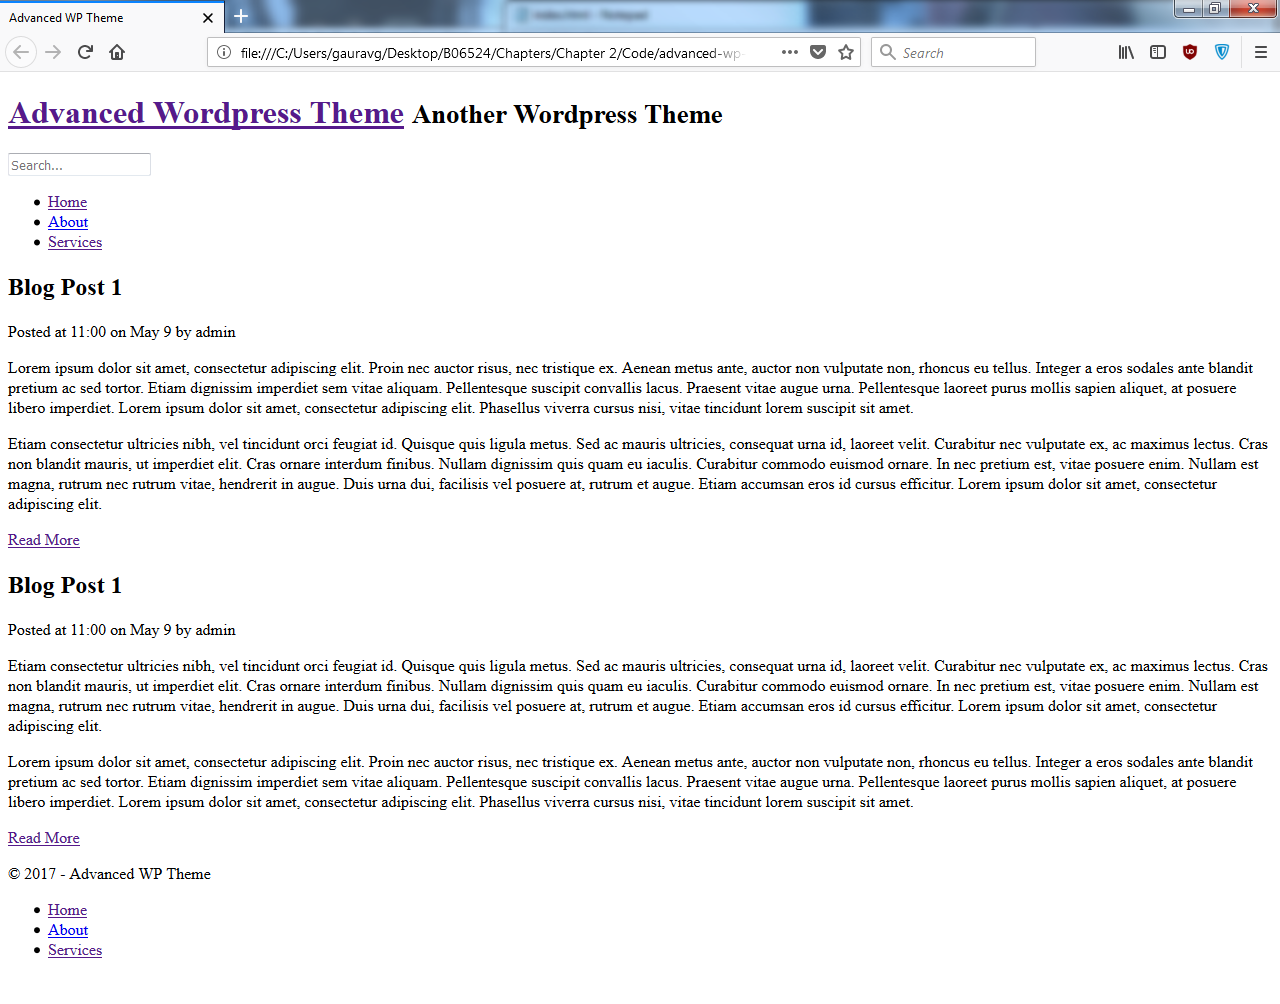 Advanced WP Theme
file:///C:/Users/gauravg/Desktop/B06524/Chapters/Chapter 2/Code/advanced-wp-
Search
Advanced Wordpress Theme Another Wordpress Theme
Search...
Home
About
Services
Blog Post 1
Posted at 11:00 on May 9 by admin
Lorem ipsum dolor sit amet, consectetur adipiscing elit. Proin nec auctor risus, nec tristique ex. Aenean metus ante, auctor non vulputate non, rhoncus eu tellus. Integer a eros sodales ante blandit
pretium ac sed tortor. Etiam dignissim imperdiet sem vitae aliquam. Pellentesque suscipit convallis lacus. Praesent vitae augue urna. Pellentesque laoreet purus mollis sapien aliquet, at posuere
libero imperdiet. Lorem ipsum dolor sit amet, consectetur adipiscing elit. Phasellus viverra cursus nisi, vitae tincidunt lorem suscipit sit amet.
Etiam consectetur ultricies nibh, vel tincidunt orci feugiat id. Quisque quis ligula metus. Sed ac mauris ultricies, consequat urna id, laoreet velit. Curabitur nec vulputate ex, ac maximus lectus. Cras
non blandit mauris, ut imperdiet elit. Cras ornare interdum finibus. Nullam dignissim quis quam eu iaculis. Curabitur commodo euismod ornare. In nec pretium est, vitae posuere enim. Nullam est
magna, rutrum nec rutrum vitae, hendrerit in augue. Duis urna dui, facilisis vel posuere at, rutrum et augue. Etiam accumsan eros id cursus efficitur. Lorem ipsum dolor sit amet, consectetur
adipiscing elit.
Read More
Blog Post 1
Posted at 11:00 on May 9 by admin
Etiam consectetur ultricies nibh, vel tincidunt orci feugiat id. Quisque quis ligula metus. Sed ac mauris ultricies, consequat urna id, laoreet velit. Curabitur nec vulputate ex, ac maximus lectus. Cras
non blandit mauris, ut imperdiet elit. Cras ornare interdum finibus. Nullam dignissim quis quam eu iaculis. Curabitur commodo euismod ornare. In nec pretium est, vitae posuere enim. Nullam est
magna, rutrum nec rutrum vitae, hendrerit in augue. Duis urna dui, facilisis vel posuere at, rutrum et augue. Etiam accumsan eros id cursus efficitur. Lorem ipsum dolor sit amet, consectetur
adipiscing elit.
Lorem ipsum dolor sit amet, consectetur adipiscing elit. Proin nec auctor risus, nec tristique ex. Aenean metus ante, auctor non vulputate non, rhoncus eu tellus. Integer a eros sodales ante blandit
pretium ac sed tortor. Etiam dignissim imperdiet sem vitae aliquam. Pellentesque suscipit convallis lacus. Praesent vitae augue urna. Pellentesque laoreet purus mollis sapien aliquet, at posuere
libero imperdiet. Lorem ipsum dolor sit amet, consectetur adipiscing elit. Phasellus viverra cursus nisi, vitae tincidunt lorem suscipit sit amet.
Read More
© 2017 - Advanced WP Theme
Home
About
Services